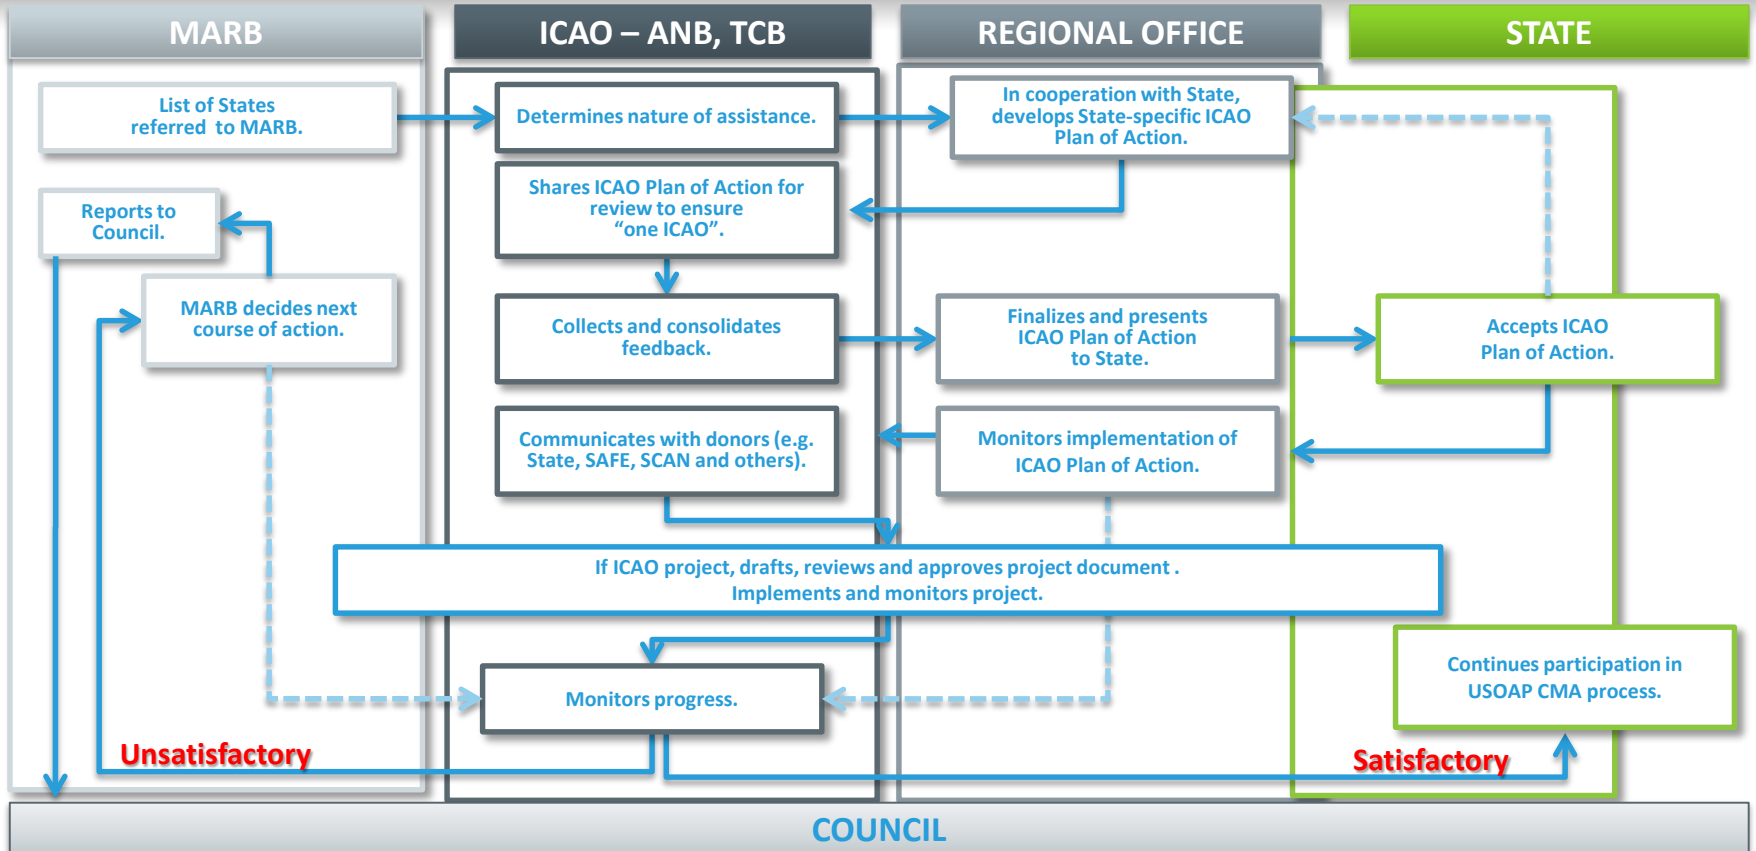 MARB
ICAO – ANB, TCB
REGIONAL OFFICE
STATE
List of States
referred to MARB.
Determines nature of assistance.
In cooperation with State,
develops State-specific ICAO
Plan of Action.
Shares ICAO Plan of Action for
review to ensure
“one ICAO”.
Reports to
Council.
MARB decides next
course of action.
Collects and consolidates
feedback.
Finalizes and presents
ICAO Plan of Action
to State.
Accepts ICAO
Plan of Action.
Communicates with donors (e.g.
State, SAFE, SCAN and others).
Monitors implementation of
ICAO Plan of Action.
If ICAO project, drafts, reviews and approves project document .
Implements and monitors project.
Continues participation in
USOAP CMA process.
Monitors progress.
Unsatisfactory
Satisfactory
COUNCIL